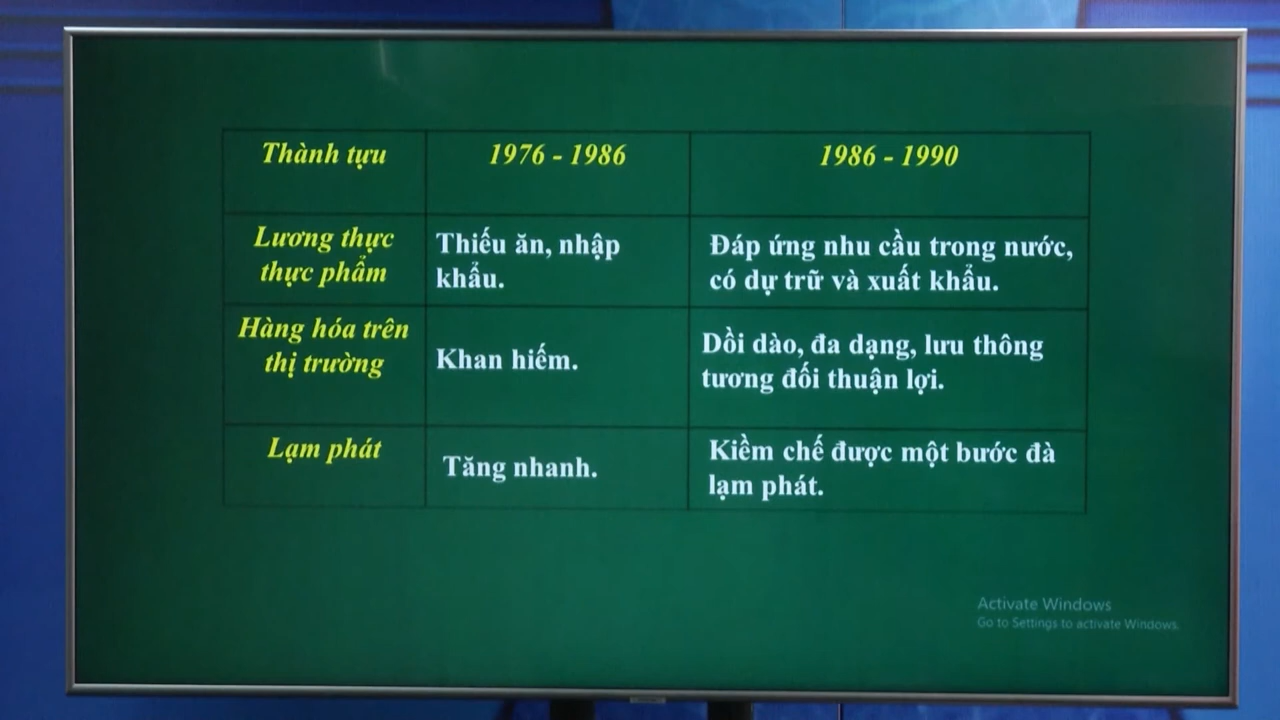 Thành tựu
1976 - 1986
1986 - 1990
Lương thực
thực phẩm
Thiếu ăn, nhập
khẩu.
Đáp ứng nhu cầu trong nước,
có dự trữ và xuất khẩu.
Hàng hóa trên
thị trường
Khan hiếm.
Dồi dào, đa dạng, lưu thông
tương đối thuận lợi.
Lạm phát
Tăng nhanh.
Kiềm chế được một bước đà
lạm phát.
Activate Windows
Go to Settings to activate Windows.